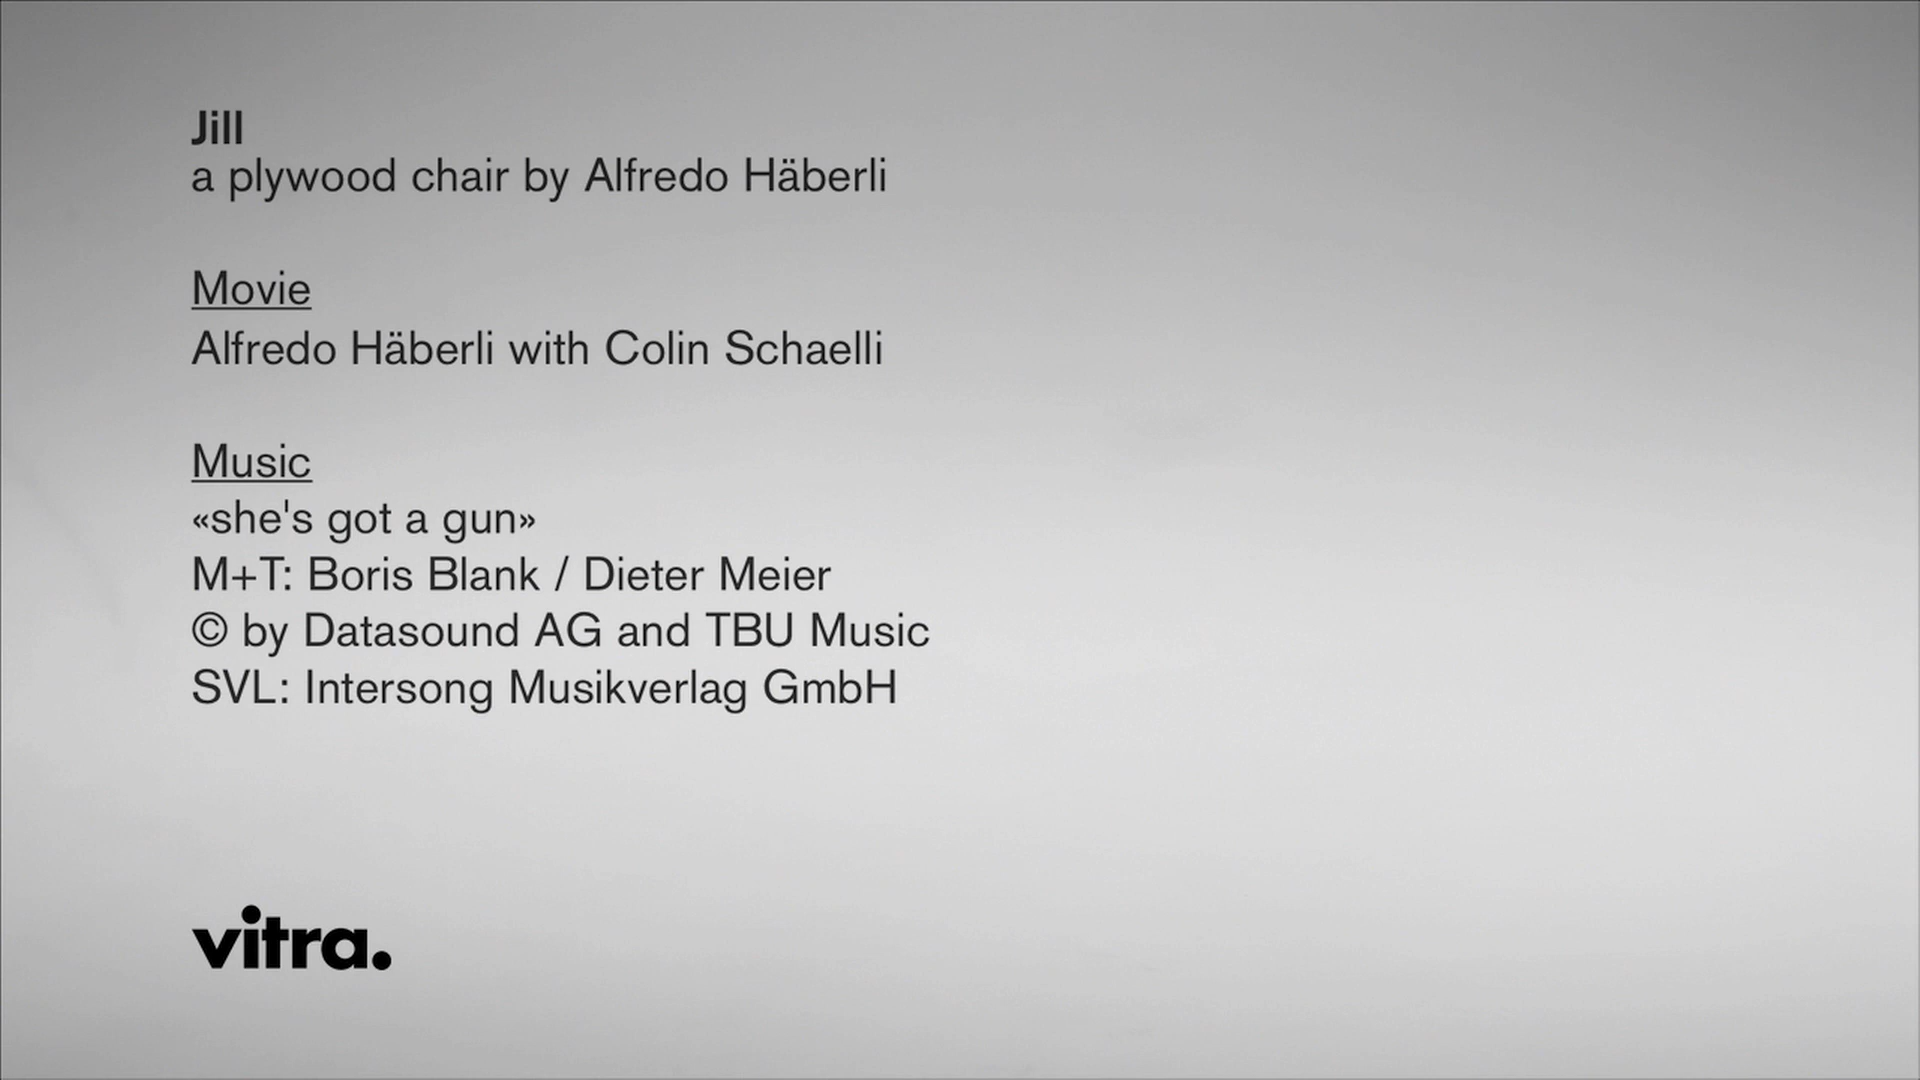 Jill
a plywood chair by Alfredo Häberli
Movie
Alfredo Häberli with Colin Schaelli
Music
«she's got a gun»
M+T: Boris Blank / Dieter Meier
© by Datasound AG and TBU Music
SVL: Intersong Musikverlag GmbH
vitra.